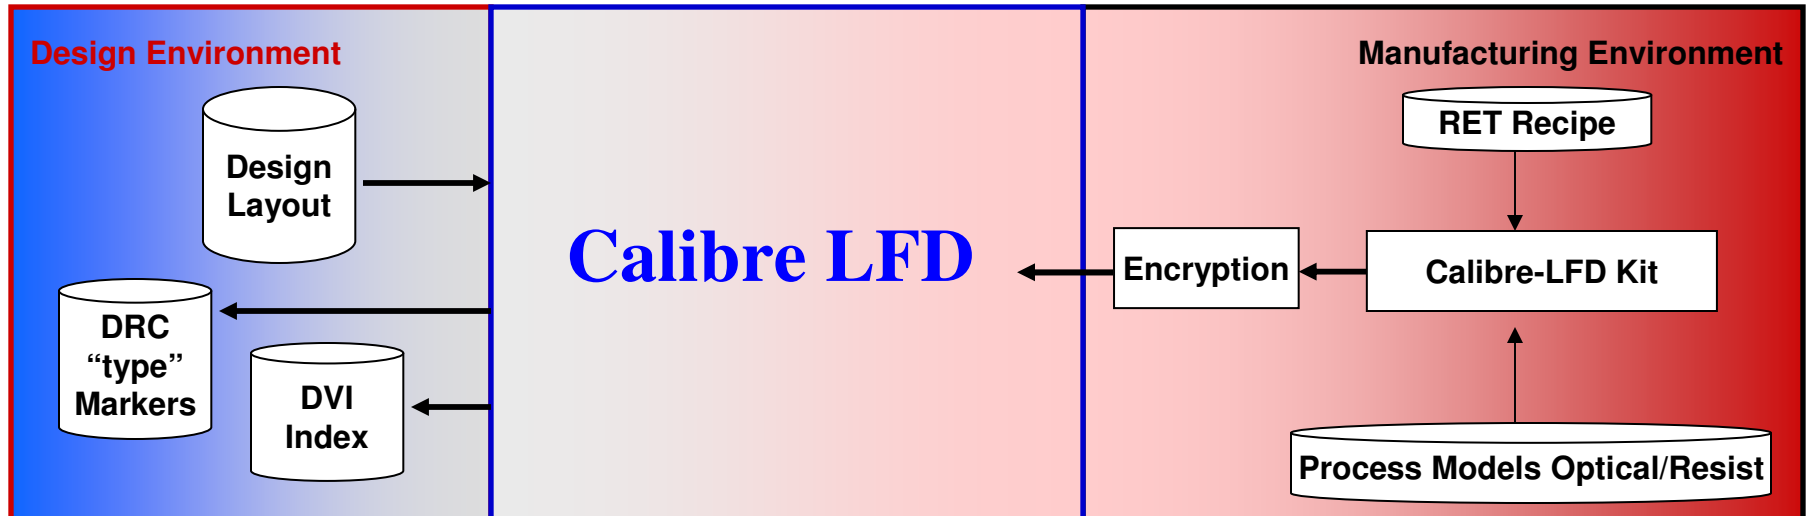 Design Environment
Manufacturing Environment
RET Recipe
Design
Layout
Calibre LFD
Encryption
Calibre-LFD Kit
DRC
“type”
Markers
DVI
Index
Process Models Optical/Resist